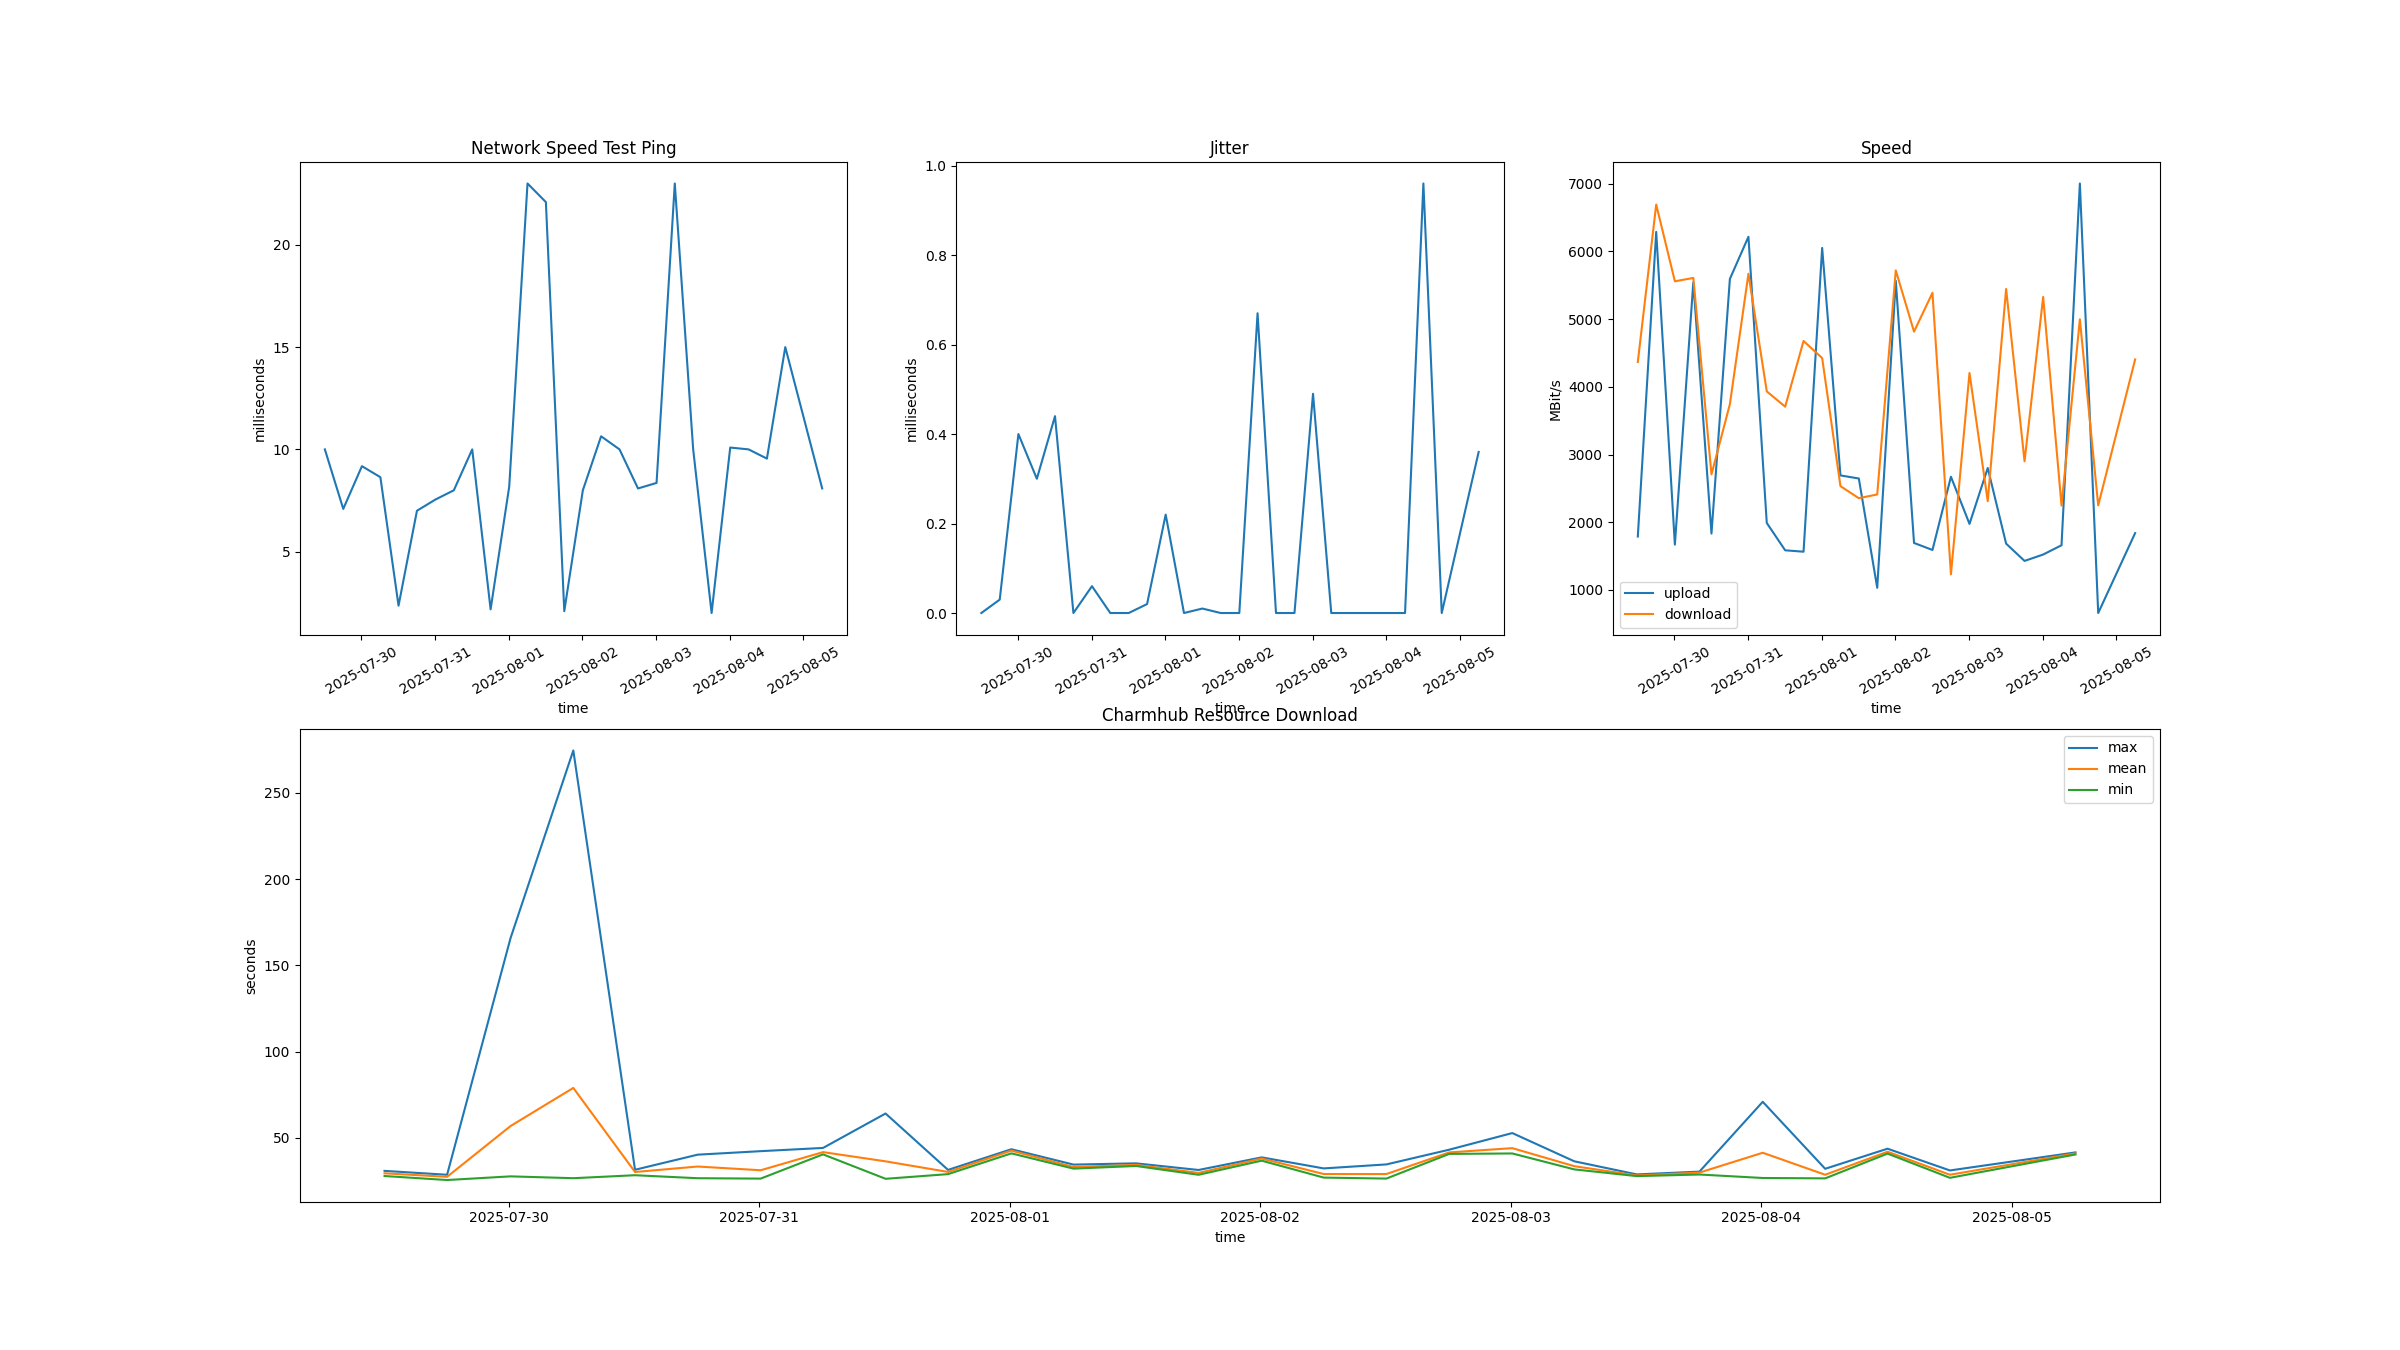 Network Speed Test Ping
milliseconds
20
15
10
5
2025-07-30
2025-07-31
2025-08-01
2025-08-02
2025-08-03
2025-08-04
2025-08-05
time
Jitter
milliseconds
1.0
0.8
0.6
0.4
0.2
0.0
2025-07-30
2025-07-31
2025-08-01
2025-08-02
2025-08-03
2025-08-04
2025-08-05
time
Speed
MBit/s
7000
6000
5000
4000
3000
2000
1000
upload
download
2025-07-30
2025-07-31
2025-08-01
2025-08-02
2025-08-03
2025-08-04
2025-08-05
time
Charmhub Resource Download
seconds
250
200
150
100
50
max
mean
min
2025-07-30
2025-07-31
2025-08-01
2025-08-02
2025-08-03
2025-08-04
2025-08-05
time